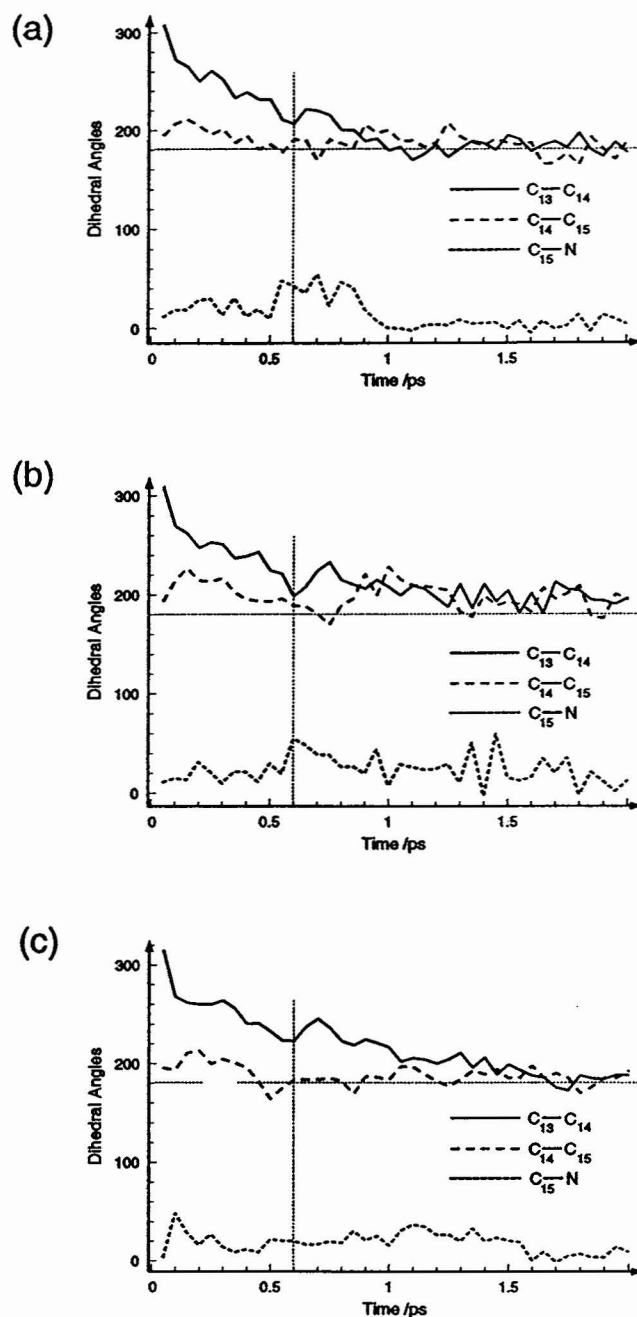 (a)
300
200
100
0
Dihedral Angles
C13—C14
C14—C15
C15—N
0 0.5 1 1.5
Time /ps
(b)
300
200
100
0
Dihedral Angles
C13—C14
C14—C15
C15—N
0 0.5 1 1.5
Time /ps
(c)
300
200
100
0
Dihedral Angles
C13—C14
C14—C15
C15—N
0 0.5 1 1.5
Time /ps